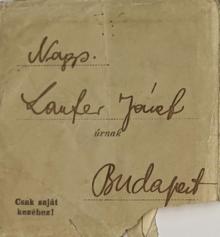 Nagys.
Laufer József
úrnak
Budapest
Csak saját
kezéhez!